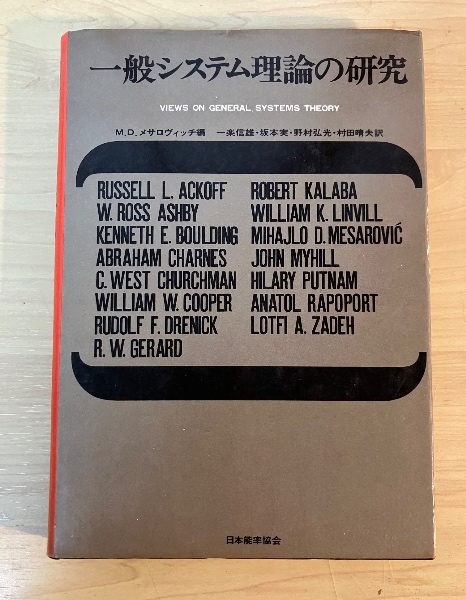 一般システム理論の研究
VIEWS ON GENERAL SYSTEMS THEORY
M.D.メサロヴィッチ編 一楽信雄・坂本実・野村弘光・村田晴夫訳
RUSSELL L. ACKOFF
W. ROSS ASHBY
KENNETH E. BOULDING
ABRAHAM CHARNES
C. WEST CHURCHMAN
WILLIAM W. COOPER
RUDOLF F. DRENICK
R. W. GERARD
ROBERT KALABA
WILLIAM K. LINVILL
MIHAJLO D. MESAROVIĆ
JOHN MYHILL
HILARY PUTNAM
ANATOL RAPOPORT
LOTFI A. ZADEH
日本能率協会